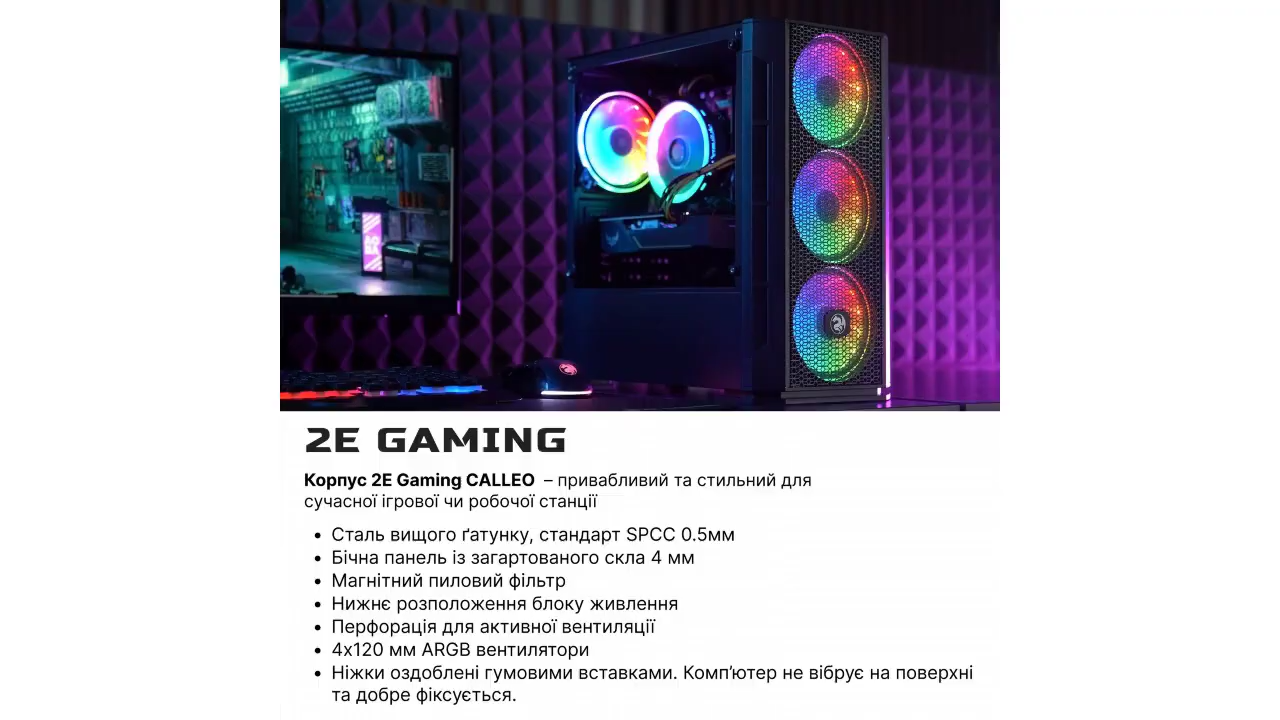 2E GAMING
Корпус 2E Gaming CALLEO – привабливий та стильний для
сучасної ігрової чи робочої станції
• Сталь вищого ґатунку, стандарт SPCC 0.5мм
• Бічна панель із загартованого скла 4 мм
• Магнітний пиловий фільтр
• Нижнє розположення блоку живлення
• Перфорація для активної вентиляції
• 4x120 мм ARGB вентилятори
• Ніжки оздоблені гумовими вставками. Комп'ютер не вібрує на поверхні
та добре фіксується.